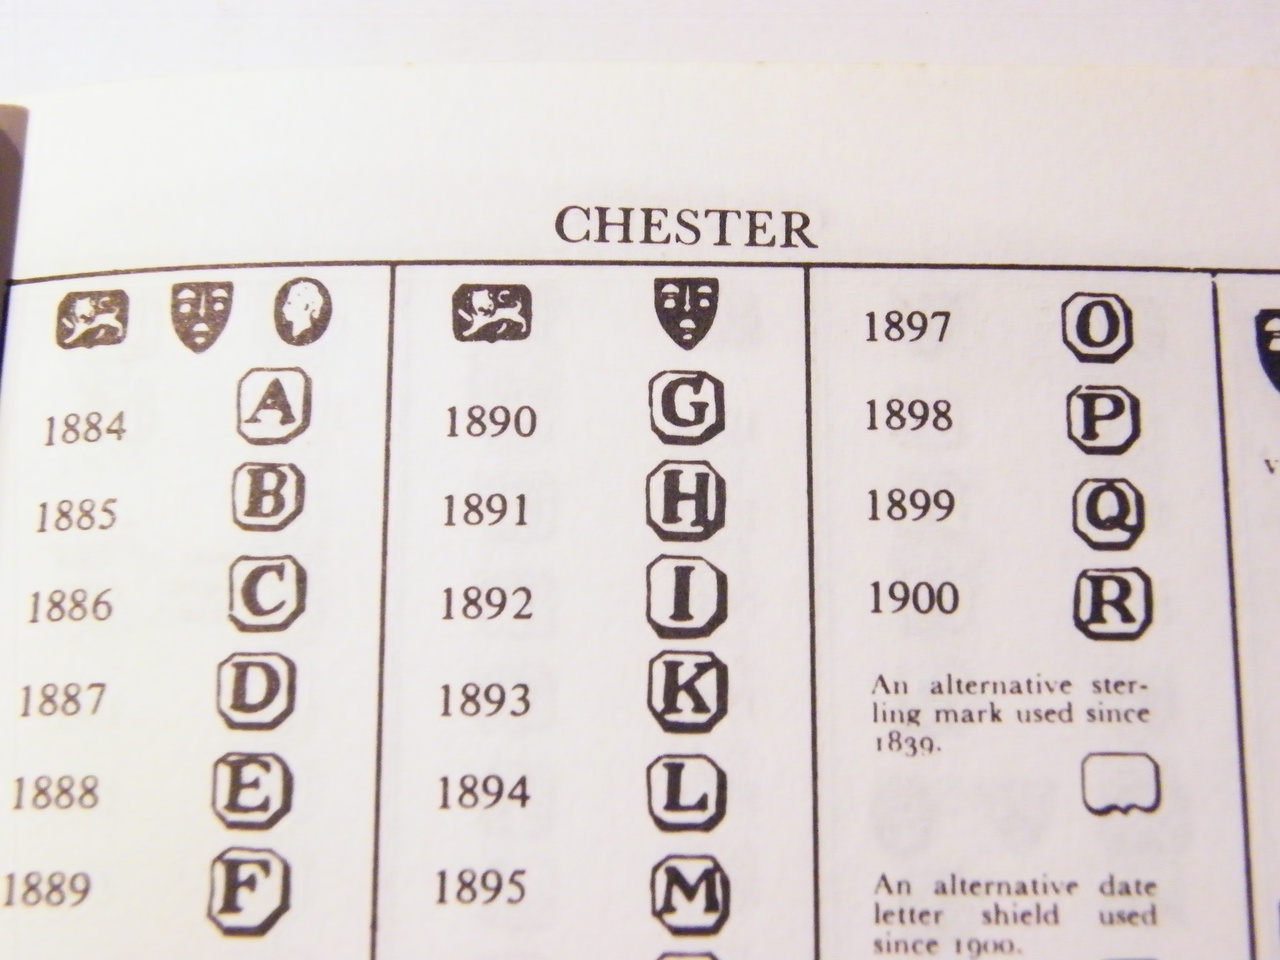 CHESTER
1884 A
1885 B
1886 C
1887 D
1888 E
1889 F
1890 G
1891 H
1892 I
1893 K
1894 L
1895 M
1897 O
1898 P
1899 Q
1900 R
An alternative ster-
ling mark used since
1839.
An alternative date
letter shield used
since 1900.